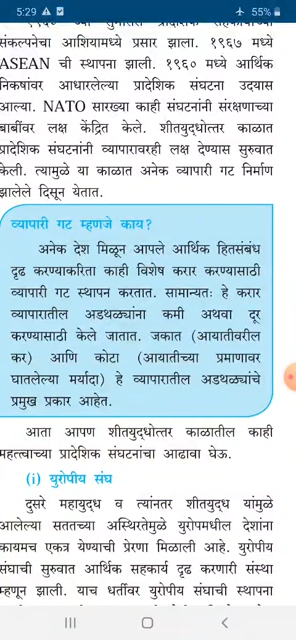 5:29
55%
१९६० च्या सुमारास प्रादेशिक सहकार्याच्या
संकल्पनेचा आशियामध्ये प्रसार झाला. १९६७ मध्ये
ASEAN ची स्थापना झाली. १९६० मध्ये आर्थिक
निकषांवर आधारलेल्या प्रादेशिक संघटना उदयास
आल्या. NATO सारख्या काही संघटनांनी संरक्षणाच्या
बाबींवर लक्ष केंद्रित केले. शीतयुद्धोत्तर काळात
प्रादेशिक संघटनांनी व्यापारावरही लक्ष देण्यास सुरुवात
केली. त्यामुळे या काळात अनेक व्यापारी गट निर्माण
झालेले दिसून येतात.
व्यापारी गट म्हणजे काय?
अनेक देश मिळून आपले आर्थिक हितसंबंध
दृढ करण्याकरिता काही विशेष करार करण्यासाठी
व्यापारी गट स्थापन करतात. सामान्यतः हे करार
व्यापारातील अडथळ्यांना कमी अथवा दूर
करण्यासाठी केले जातात. जकात (आयातीवरील
कर) आणि कोटा (आयातीच्या प्रमाणावर
घातलेल्या मर्यादा) हे व्यापारातील अडथळ्यांचे
प्रमुख प्रकार आहेत.
आता आपण शीतयुद्धोत्तर काळातील काही
महत्त्वाच्या प्रादेशिक संघटनांचा आढावा घेऊ.
(i) युरोपीय संघ
दुसरे महायुद्ध व त्यानंतर शीतयुद्ध यांमुळे
आलेल्या सततच्या अस्थिरतेमुळे युरोपमधील देशांना
कायमच एकत्र येण्याची प्रेरणा मिळाली आहे. युरोपीय
संघाची सुरुवात आर्थिक सहकार्य दृढ करणारी संस्था
म्हणून झाली. याच धर्तीवर युरोपीय संघाची स्थापना